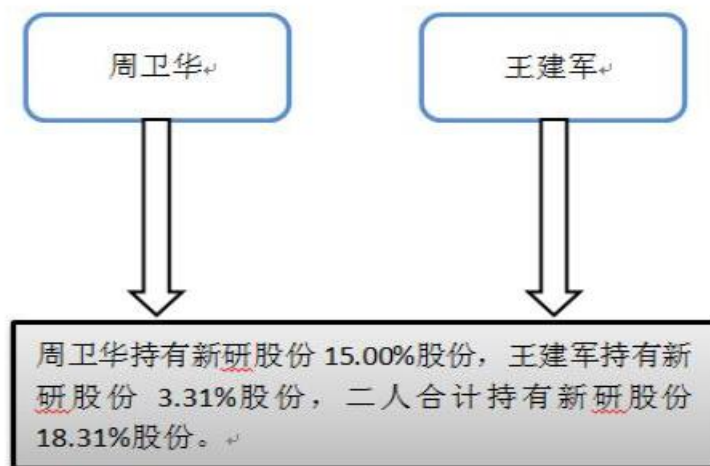 周卫华
王建军
周卫华持有新研股份 15.00%股份，王建军持有新
研股份 3.31%股份，二人合计持有新研股份
18.31%股份。